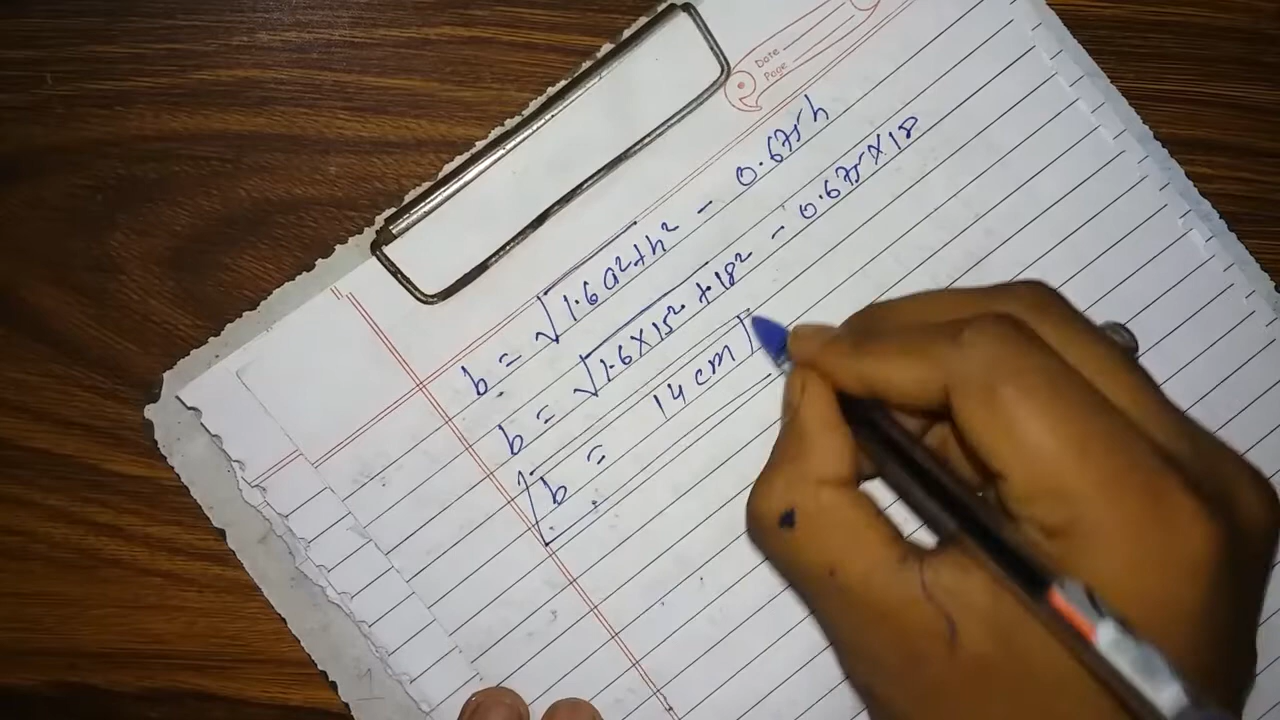 Date
Page
b = √1.6a²+h² - 0.675h
b = √1.6×15² + 18² - 0.675×18
b = 14 cm